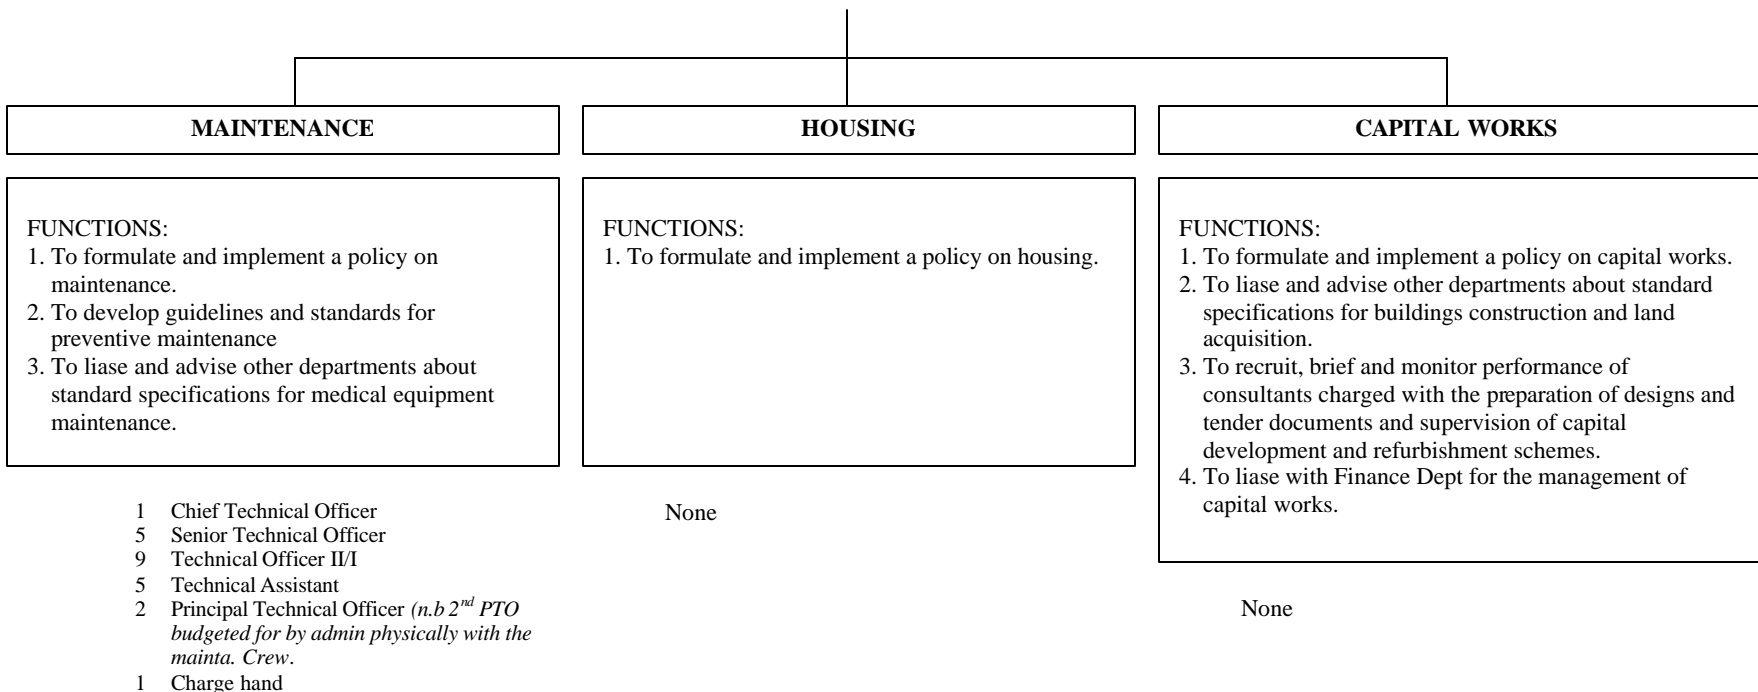 MAINTENANCE
HOUSING
CAPITAL WORKS
FUNCTIONS:
1. To formulate and implement a policy on
maintenance.
2. To develop guidelines and standards for
preventive maintenance
3. To liase and advise other departments about
standard specifications for medical equipment
maintenance.
FUNCTIONS:
1. To formulate and implement a policy on housing.
FUNCTIONS:
1. To formulate and implement a policy on capital works.
2. To liase and advise other departments about standard
specifications for buildings construction and land
acquisition.
3. To recruit, brief and monitor performance of
consultants charged with the preparation of designs and
tender documents and supervision of capital
development and refurbishment schemes.
4. To liase with Finance Dept for the management of
capital works.
1 Chief Technical Officer
5 Senior Technical Officer
9 Technical Officer II/I
5 Technical Assistant
2 Principal Technical Officer (n.b 2nd PTO
budgeted for by admin physically with the
mainta. Crew.
1 Charge hand
None
None